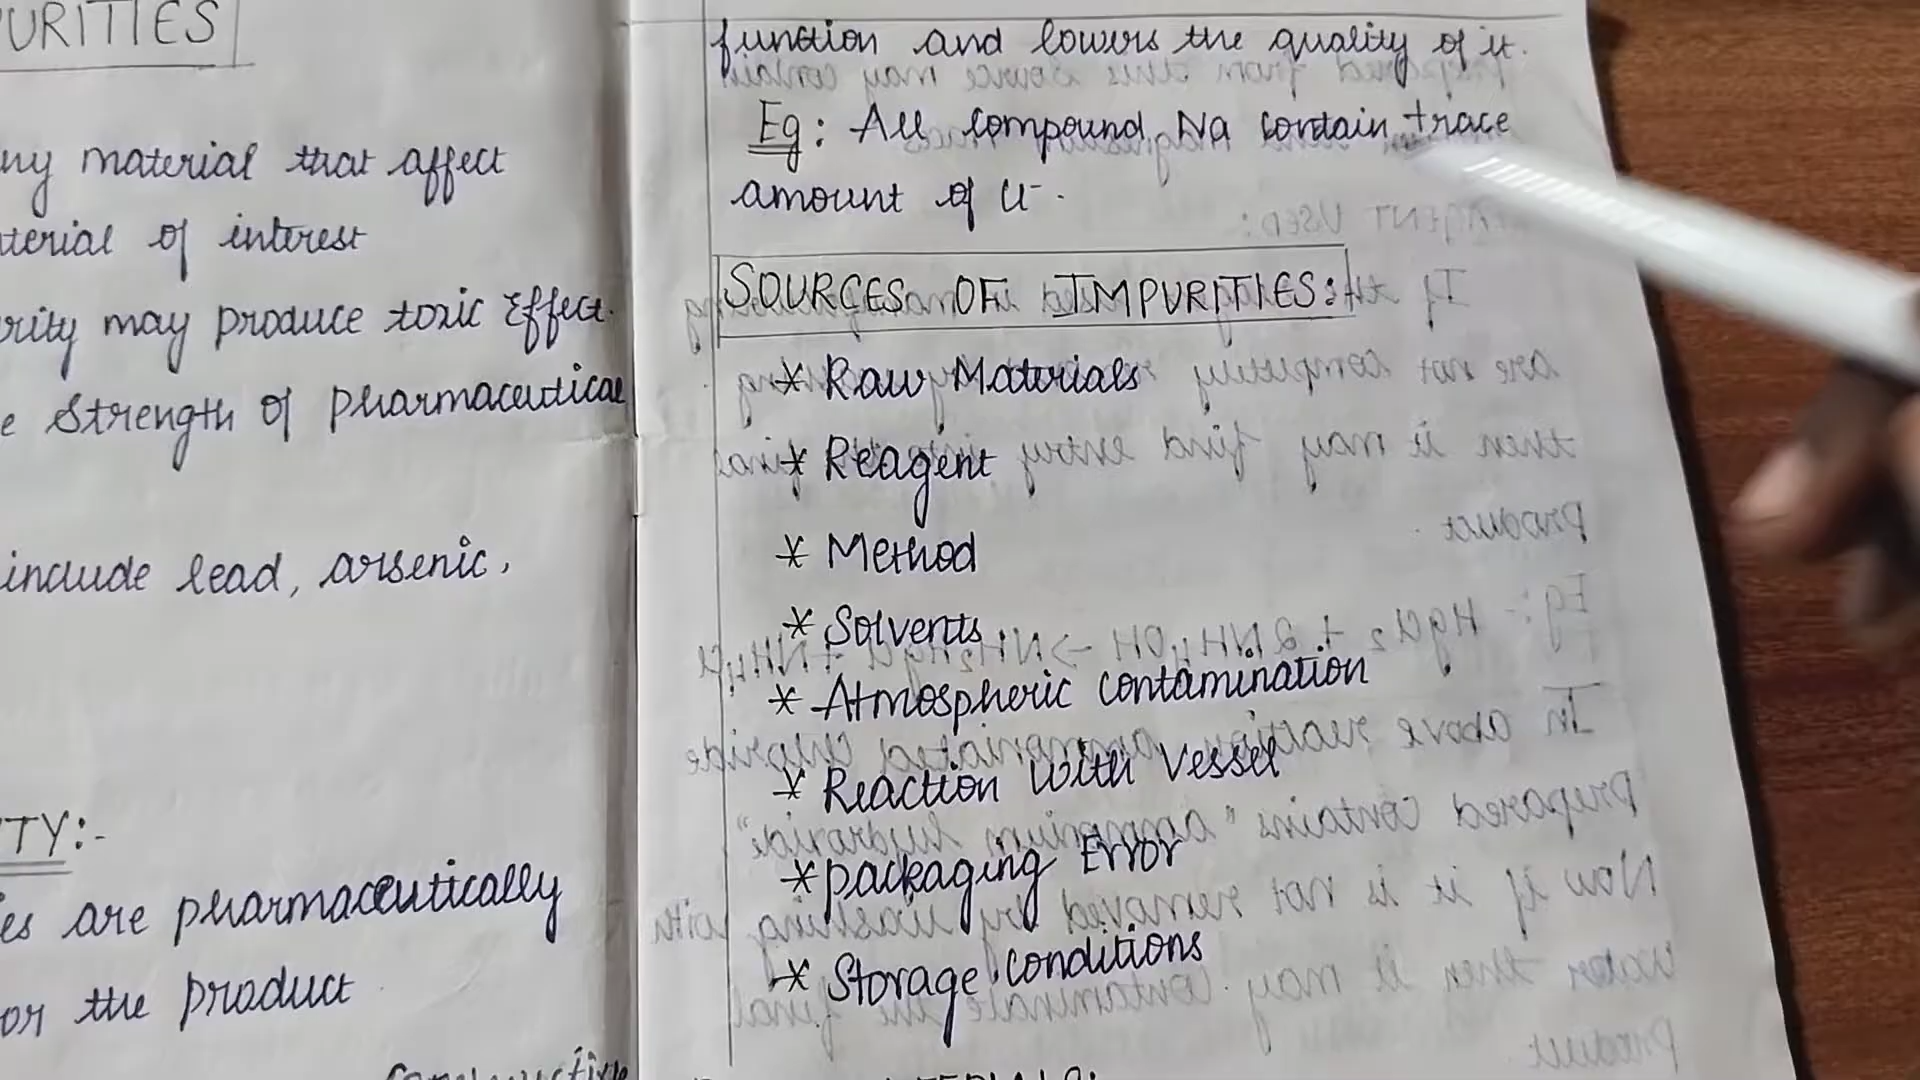 PURITIES
ny material that affect
terial of interest
rity may produce toxic Effect.
e Strength of pharmaceutical
include lead, arsenic,
TY:-
es are pharmaceutically
or the product
function and lowers the quality of it.
Eg: All compound Na contain trace
amount of
SOURCES OF IMPURITIES:
* Raw Materials
* Reagent
* Method
* Solvents
* Atmospheric contamination
* Reaction with Vessel
* packaging Error
* Storage conditions